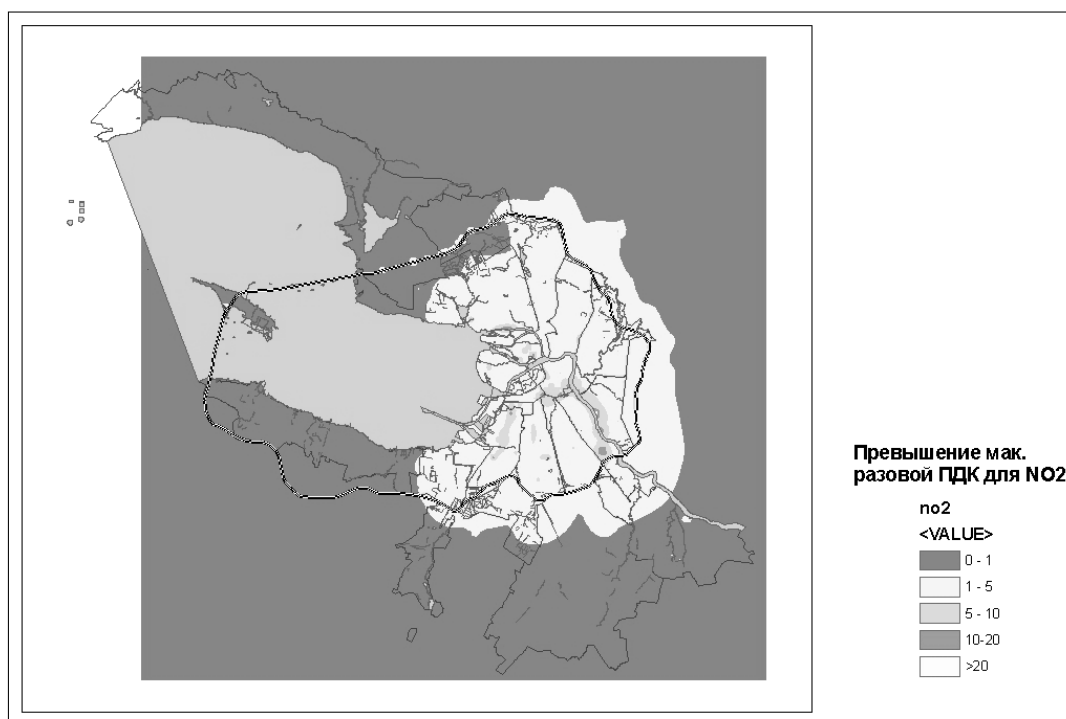 Превышение мак.
разовой ПДК для NO2
no2
<VALUE>
0 - 1
1 - 5
5 - 10
10-20
>20